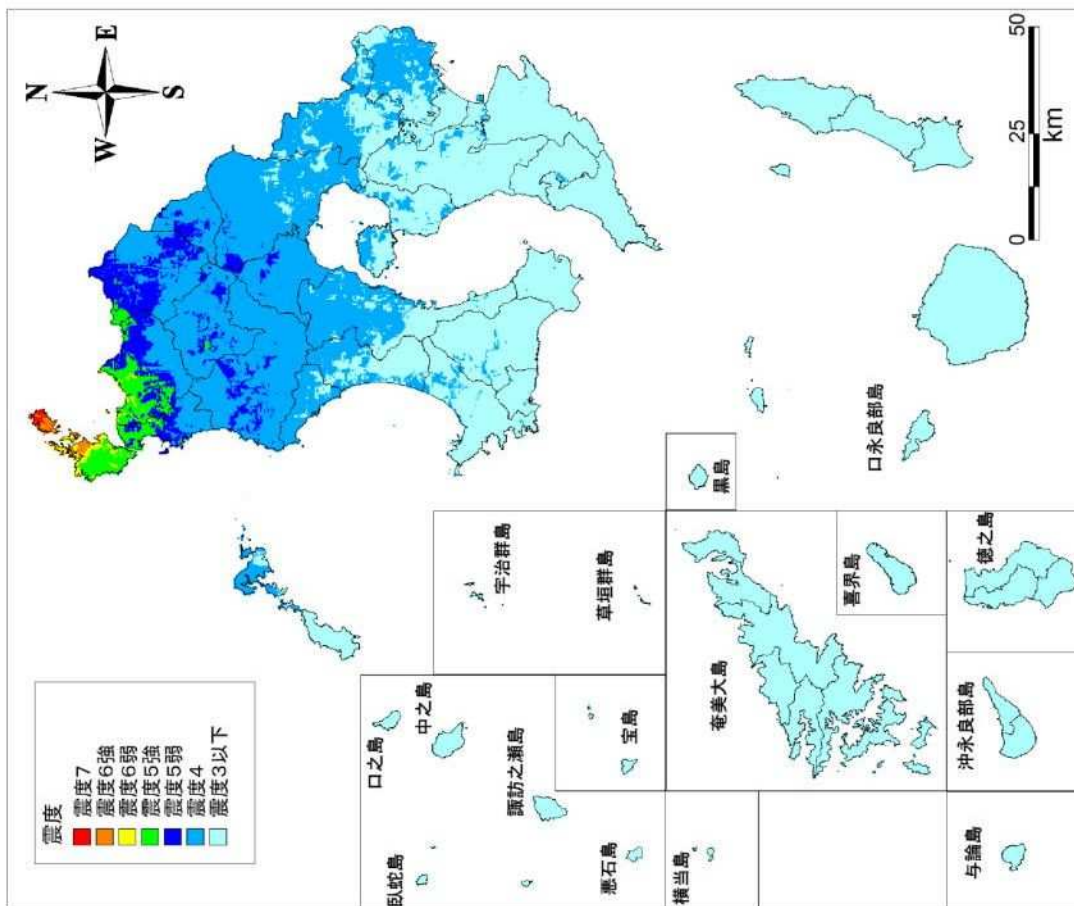 N
W
E
S
震度
震度7
震度6強
震度6弱
震度5強
震度5弱
震度4
震度3以下
口之島
中之島
臥蛇島
諏訪之瀬島
悪石島
宝島
横当島
宇治群島
草垣群島
黒島
口永良部島
奄美大島
喜界島
徳之島
沖永良部島
与論島
0
25
50
km